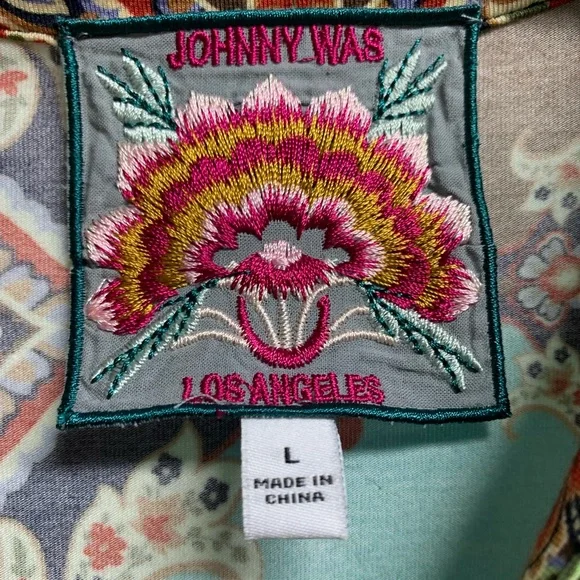 JOHNNY WAS
LOS ANGELES
L
MADE IN
CHINA